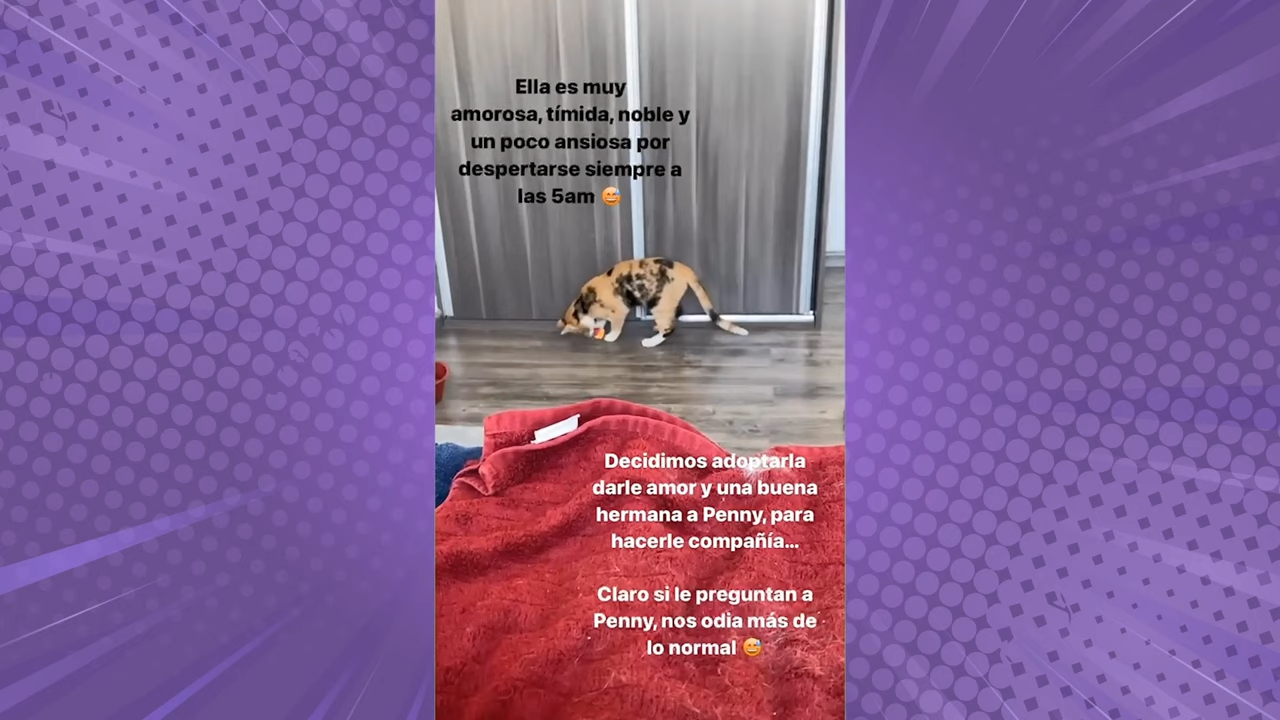 Ella es muy
amorosa, tímida, noble y
un poco ansiosa por
despertarse siempre a
las 5am 😅
Decidimos adoptarla
darle amor y una buena
hermana a Penny, para
hacerle compañía...
Claro si le preguntan a
Penny, nos odia más de
lo normal 😅